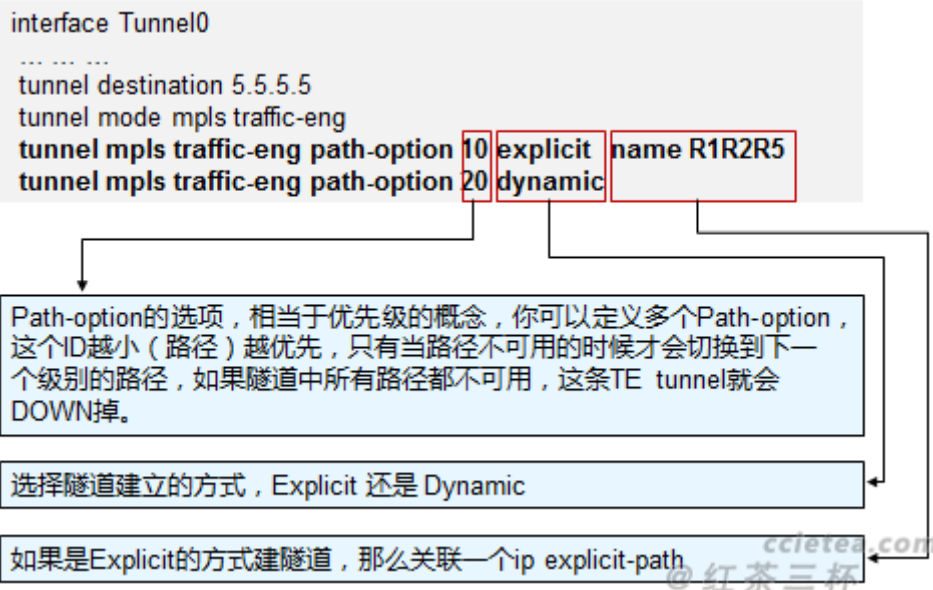 interface Tunnel0
... ... ...
tunnel destination 5.5.5.5
tunnel mode mpls traffic-eng
tunnel mpls traffic-eng path-option 10 explicit name R1R2R5
tunnel mpls traffic-eng path-option 20 dynamic
Path-option的选项，相当于优先级的概念，你可以定义多个Path-option，
这个ID越小（路径）越优先，只有当路径不可用的时候才会切换到下一
个级别的路径，如果隧道中所有路径都不可用，这条TE tunnel就会
DOWN掉。
选择隧道建立的方式，Explicit 还是 Dynamic
如果是Explicit的方式建隧道，那么关联一个ip explicit-path
ccietea.com
@红茶三杯